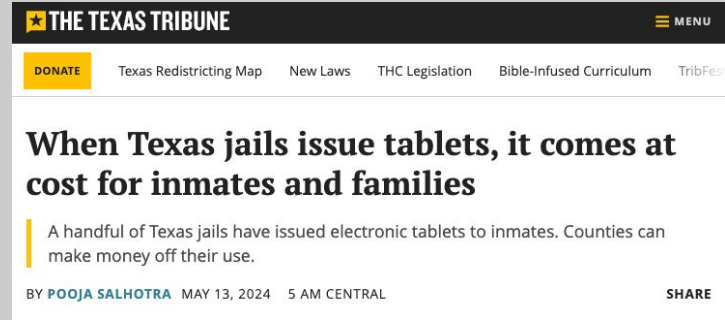 THE TEXAS TRIBUNE
MENU
DONATE Texas Redistricting Map New Laws THC Legislation Bible-Infused Curriculum TribFes
When Texas jails issue tablets, it comes at
cost for inmates and families
A handful of Texas jails have issued electronic tablets to inmates. Counties can
make money off their use.
BY POOJA SALHOTRA MAY 13, 2024 5 AM CENTRAL SHARE